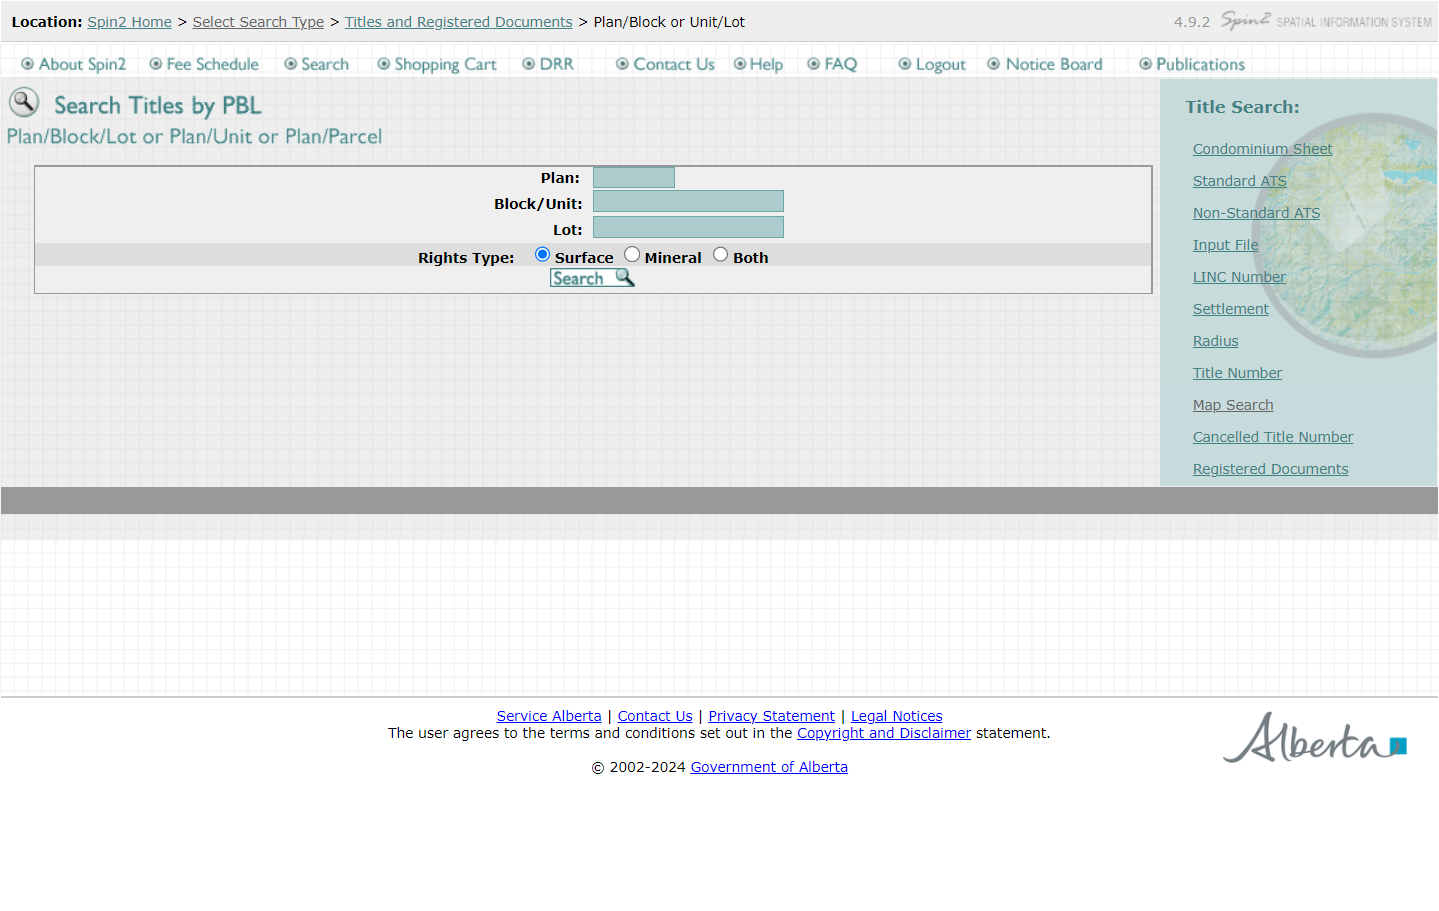 Location: Spin2 Home > Select Search Type > Titles and Registered Documents > Plan/Block or Unit/Lot
4.9.2 Spin2 SPATIAL INFORMATION SYSTEM
About Spin2 Fee Schedule Search Shopping Cart DRR Contact Us Help FAQ Logout Notice Board Publications
Search Titles by PBL
Plan/Block/Lot or Plan/Unit or Plan/Parcel
Plan:
Block/Unit:
Lot:
Rights Type: Surface Mineral Both
Search
Title Search:
Condominium Sheet
Standard ATS
Non-Standard ATS
Input File
LINC Number
Settlement
Radius
Title Number
Map Search
Cancelled Title Number
Registered Documents
Service Alberta | Contact Us | Privacy Statement | Legal Notices
The user agrees to the terms and conditions set out in the Copyright and Disclaimer statement.
© 2002-2024 Government of Alberta
Alberta